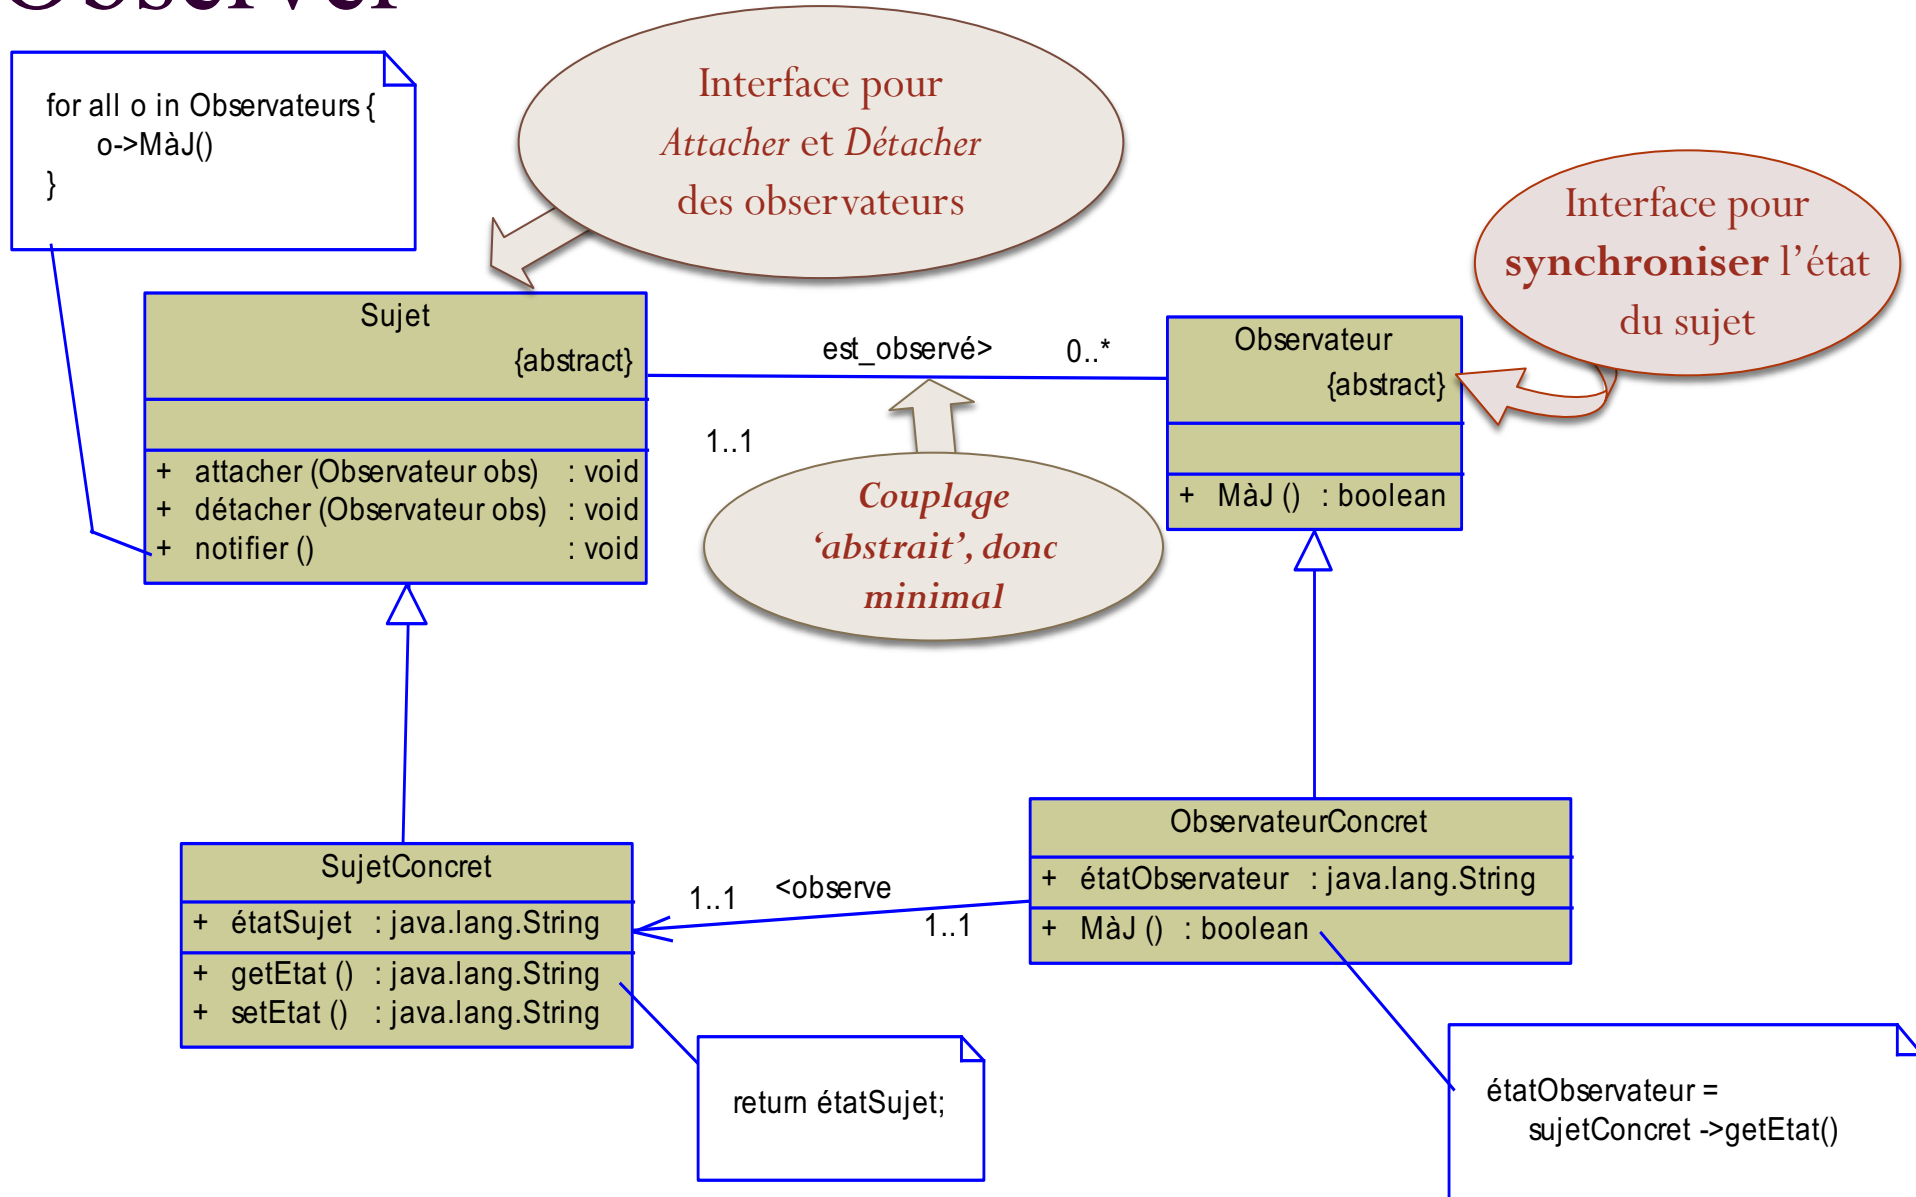 Observer
for all o in Observateurs {
o->MàJ()
}
Interface pour
Attacher et Détacher
des observateurs
Interface pour
synchroniser l’état
du sujet
Sujet
{abstract}
+ attacher (Observateur obs) : void
+ détacher (Observateur obs) : void
+ notifier () : void
est_observé> 0..*
1..1
Observateur
{abstract}
+ MàJ () : boolean
Couplage
‘abstrait’, donc
minimal
SujetConcret
+ étatSujet : java.lang.String
+ getEtat () : java.lang.String
+ setEtat () : java.lang.String
1..1 <observe
1..1
ObservateurConcret
+ étatObservateur : java.lang.String
+ MàJ () : boolean
return étatSujet;
étatObservateur =
sujetConcret ->getEtat()